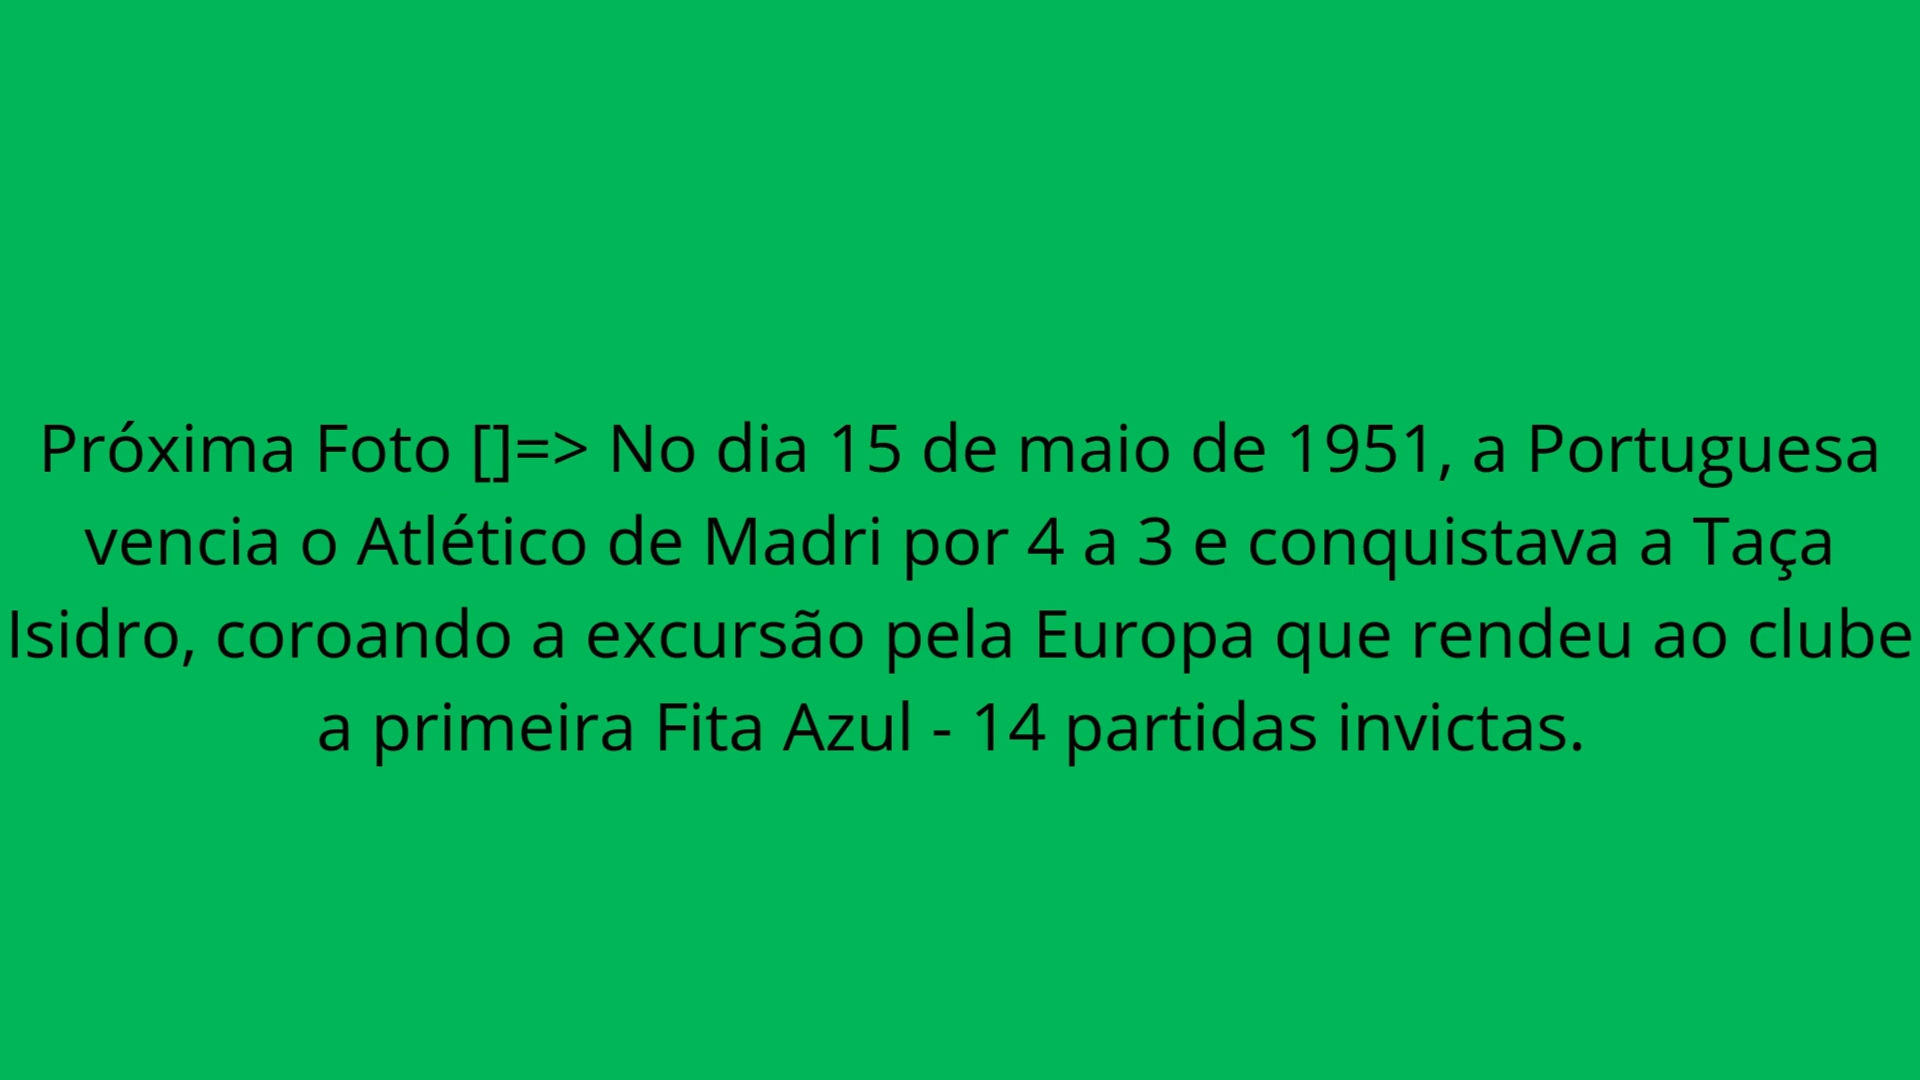 Próxima Foto []=> No dia 15 de maio de 1951, a Portuguesa
vencia o Atlético de Madri por 4 a 3 e conquistava a Taça
Isidro, coroando a excursão pela Europa que rendeu ao clube
a primeira Fita Azul - 14 partidas invictas.